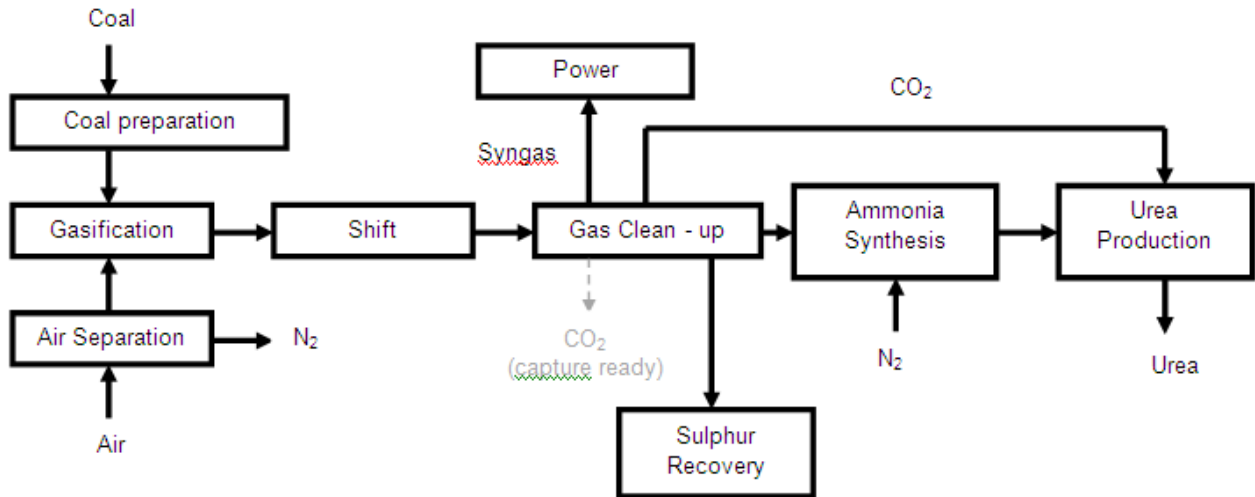 Coal
Power
CO₂
Coal preparation
Syngas
Gasification
Shift
Gas Clean - up
Ammonia
Synthesis
Urea
Production
Air Separation
N₂
CO₂
(capture ready)
N₂
Urea
Air
Sulphur
Recovery